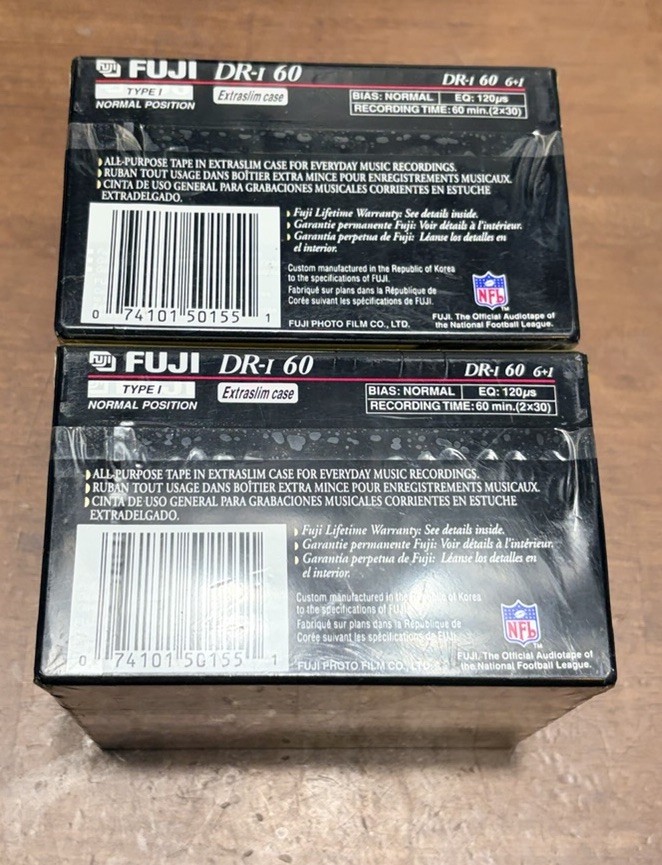 FUJI DR-I 60 DR-I 60 6+1
TYPE I Extraslim case BIAS: NORMAL EQ: 120µs
NORMAL POSITION RECORDING TIME: 60 min.(2×30)
ALL-PURPOSE TAPE IN EXTRASLIM CASE FOR EVERYDAY MUSIC RECORDINGS.
RUBAN TOUT USAGE DANS BOÎTIER EXTRA MINCE POUR ENREGISTREMENTS MUSICAUX.
CINTA DE USO GENERAL PARA GRABACIONES MUSICALES CORRIENTES EN ESTUCHE
EXTRADELGADO.
Fuji Lifetime Warranty: See details inside.
Garantie permanente Fuji: Voir détails à l'intérieur.
Garantía perpetua de Fuji: Léanse los detalles en
el interior.
Custom manufactured in the Republic of Korea
to the specifications of FUJI.
Fabriqué sur plans dans la République de
Corée suivant les spécifications de FUJI.
NFL
TM
0 74101 50155 1
FUJI PHOTO FILM CO., LTD.
FUJI. The Official Audiotape of
the National Football League.
FUJI DR-I 60 DR-I 60 6+1
TYPE I Extraslim case BIAS: NORMAL EQ: 120µs
NORMAL POSITION RECORDING TIME: 60 min.(2×30)
ALL-PURPOSE TAPE IN EXTRASLIM CASE FOR EVERYDAY MUSIC RECORDINGS.
RUBAN TOUT USAGE DANS BOÎTIER EXTRA MINCE POUR ENREGISTREMENTS MUSICAUX.
CINTA DE USO GENERAL PARA GRABACIONES MUSICALES CORRIENTES EN ESTUCHE
EXTRADELGADO.
Fuji Lifetime Warranty: See details inside.
Garantie permanente Fuji: Voir détails à l'intérieur.
Garantía perpetua de Fuji: Léanse los detalles en
el interior.
Custom manufactured in the Republic of Korea
to the specifications of FUJI.
Fabriqué sur plans dans la République de
Corée suivant les spécifications de FUJI.
NFL
TM
0 74101 50155 1
FUJI PHOTO FILM CO., LTD.
FUJI. The Official Audiotape of
the National Football League.